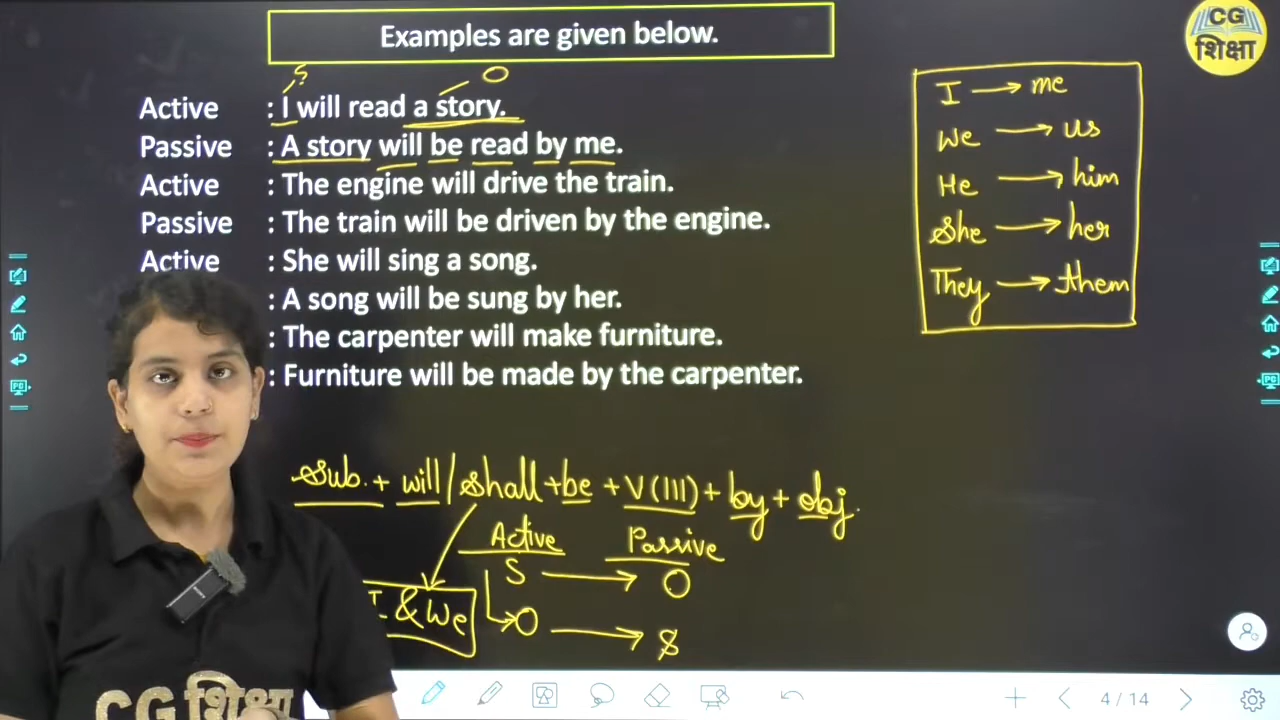 Examples are given below.
CG
शिक्षा
S
O
Active : I will read a story.
Passive : A story will be read by me.
Active : The engine will drive the train.
Passive : The train will be driven by the engine.
Active : She will sing a song.
: A song will be sung by her.
: The carpenter will make furniture.
: Furniture will be made by the carpenter.
I → me
We → us
He → him
She → her
They → them
Sub. + will / shall + be + V(III) + by + obj.
Active Passive
S → O
O → S
I & We
CG शिक्षा
4 / 14